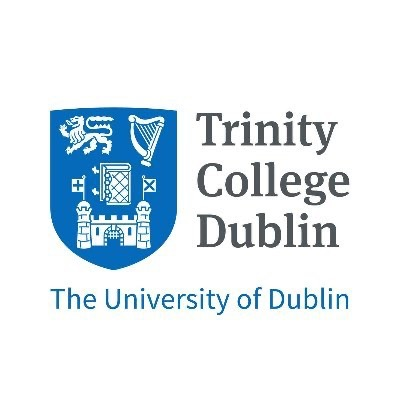 Trinity
College
Dublin
The University of Dublin